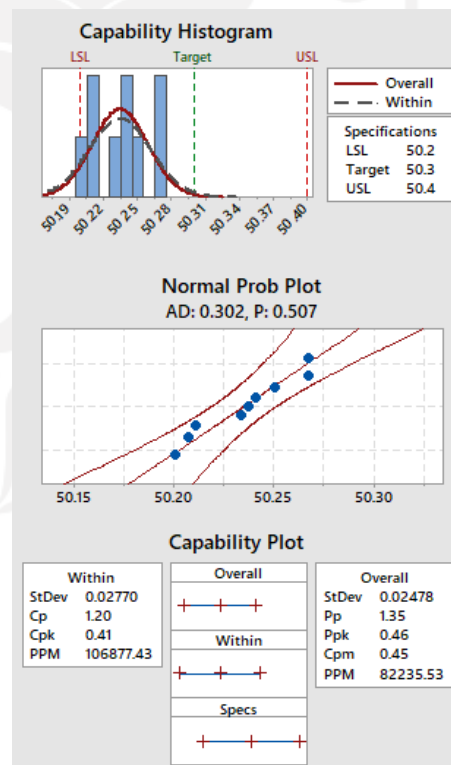 Capability Histogram
LSL Target USL
Overall
Within
Specifications
LSL 50.2
Target 50.3
USL 50.4
50.19 50.22 50.25 50.28 50.31 50.34 50.37 50.40
Normal Prob Plot
AD: 0.302, P: 0.507
50.15 50.20 50.25 50.30
Capability Plot
Within
StDev 0.02770
Cp 1.20
Cpk 0.41
PPM 106877.43
Overall
Within
Specs
Overall
StDev 0.02478
Pp 1.35
Ppk 0.46
Cpm 0.45
PPM 82235.53